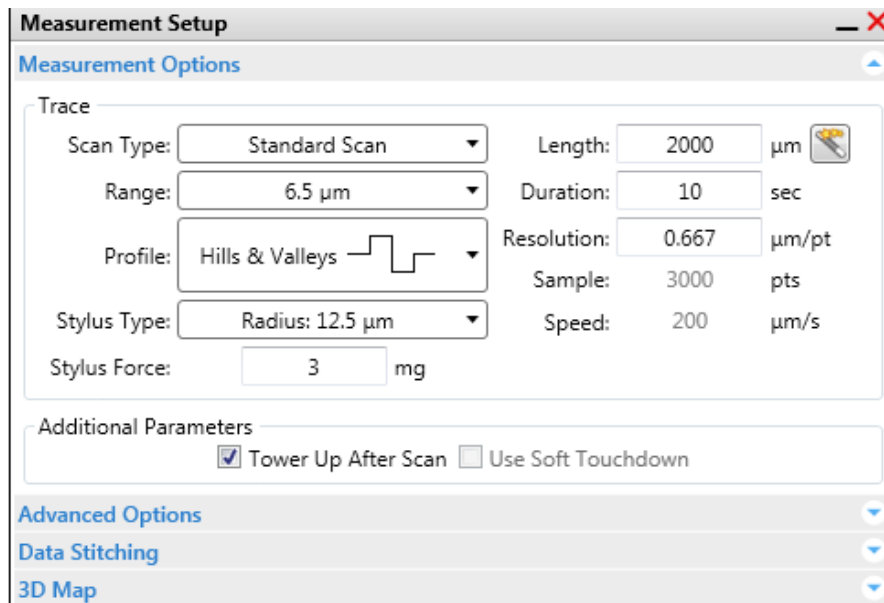 Measurement Setup
Measurement Options
Trace
Scan Type: Standard Scan Length: 2000 μm
Range: 6.5 μm Duration: 10 sec
Profile: Hills & Valleys Resolution: 0.667 μm/pt
Sample: 3000 pts
Stylus Type: Radius: 12.5 μm Speed: 200 μm/s
Stylus Force: 3 mg
Additional Parameters
Tower Up After Scan Use Soft Touchdown
Advanced Options
Data Stitching
3D Map